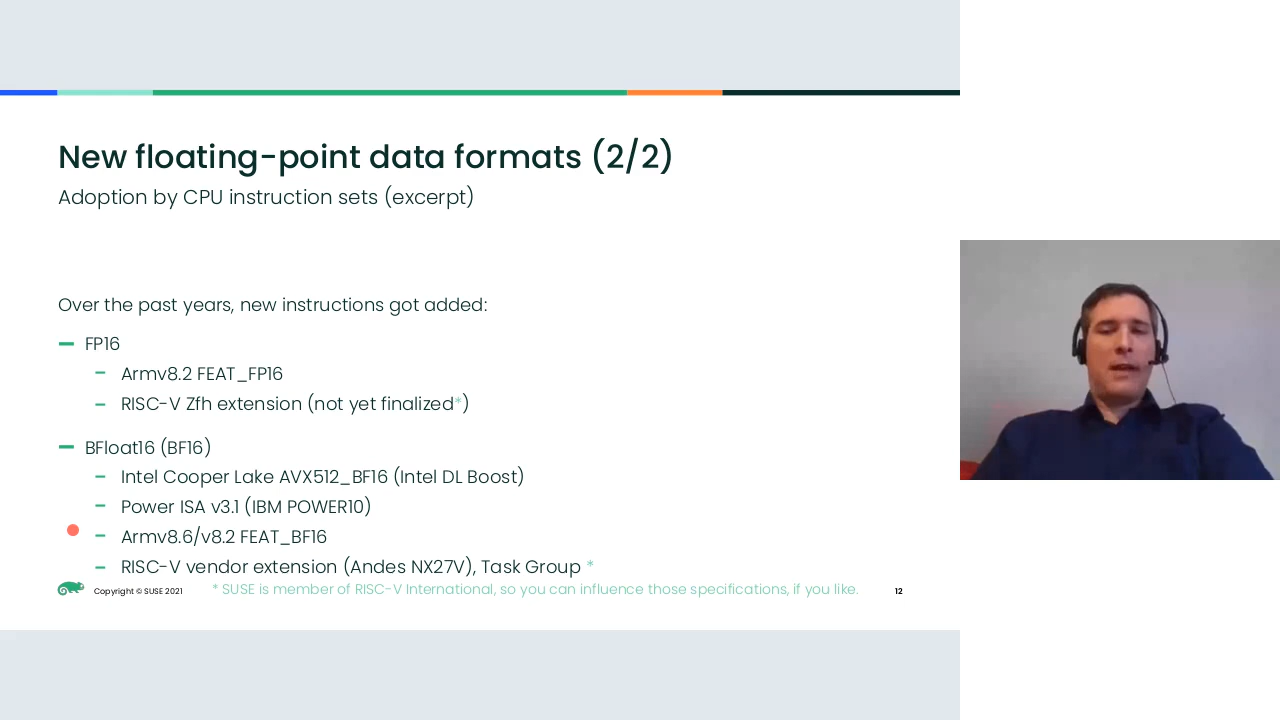 New floating-point data formats (2/2)
Adoption by CPU instruction sets (excerpt)
Over the past years, new instructions got added:
FP16
Armv8.2 FEAT_FP16
RISC-V Zfh extension (not yet finalized*)
BFloat16 (BF16)
Intel Cooper Lake AVX512_BF16 (Intel DL Boost)
Power ISA v3.1 (IBM POWER10)
Armv8.6/v8.2 FEAT_BF16
RISC-V vendor extension (Andes NX27V), Task Group *
Copyright © SUSE 2021
* SUSE is member of RISC-V International, so you can influence those specifications, if you like.
12